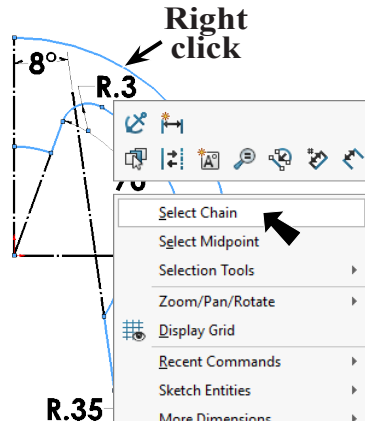 Right
click
8°
R.3
Select Chain
Select Midpoint
Selection Tools
Zoom/Pan/Rotate
Display Grid
Recent Commands
Sketch Entities
R.35
More Dimensions